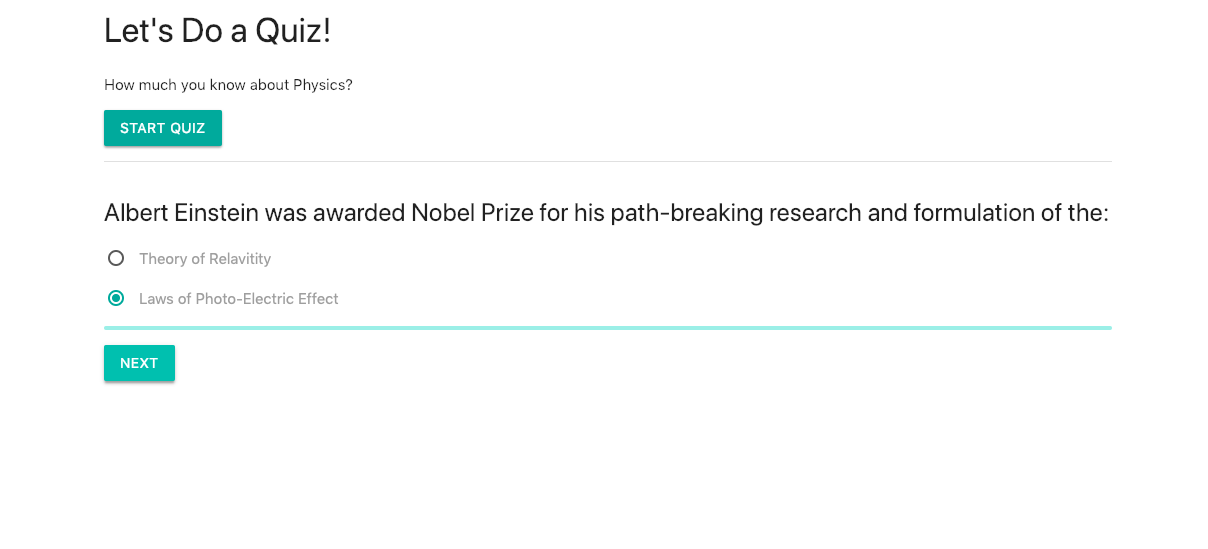 Let's Do a Quiz!
How much you know about Physics?
START QUIZ
Albert Einstein was awarded Nobel Prize for his path-breaking research and formulation of the:
Theory of Relavitity
Laws of Photo-Electric Effect
NEXT